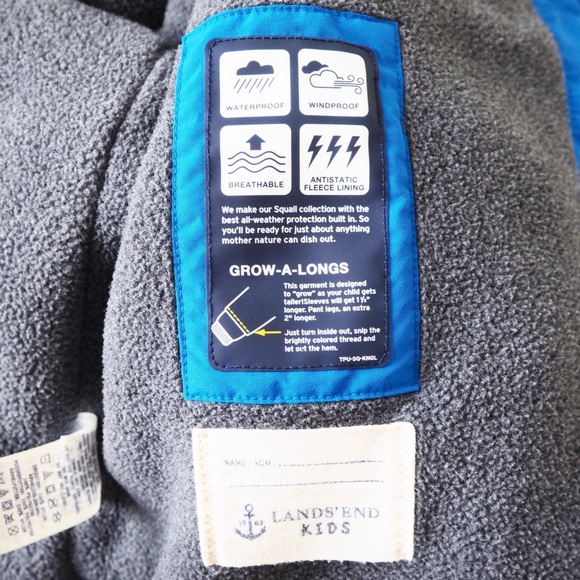 WATERPROOF
WINDPROOF
BREATHABLE
ANTISTATIC
FLEECE LINING
We make our Squall collection with the
best all-weather protection built in. So
you'll be ready for just about anything
mother nature can dish out.
GROW-A-LONGS
This garment is designed
to "grow" as your child gets
taller!Sleeves will get 1½"
longer. Pant legs, an extra
2" longer.
Just turn inside out, snip the
brightly colored thread and
let out the hem.
TPU-SQ-KNGL
NAME / NOM:
1963
LANDS' END
KIDS